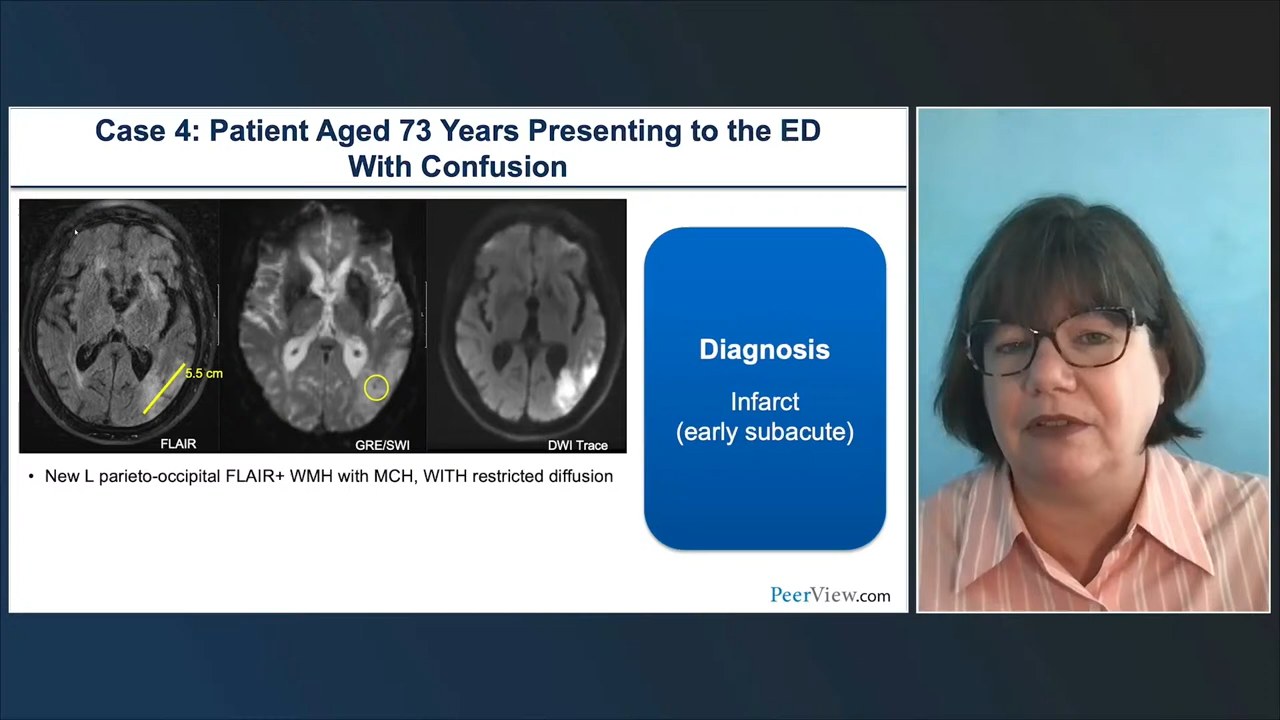 Case 4: Patient Aged 73 Years Presenting to the ED
With Confusion
5.5 cm
FLAIR
GRE/SWI
DWI Trace
• New L parieto-occipital FLAIR+ WMH with MCH, WITH restricted diffusion
Diagnosis
Infarct
(early subacute)
PeerView.com